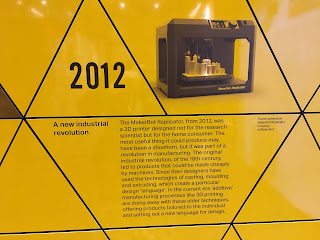 2012
A new industrial
revolution
The MakerBot Replicator, from 2012, was
a 3D printer designed not for the research
scientist but for the home consumer. The
most useful thing it could produce may
have been a shoehorn, but it was part of a
revolution in manufacturing. The original
industrial revolution, of the 18th century,
led to products that could be made cheaply
by machines. Since then designers have
used the technologies of casting, moulding
and extruding, which create a particular
design 'language'. In the current era 'additive'
manufacturing processes like 3D printing
are doing away with these older techniques,
offering products tailored to the individual
and setting out a new language for design.
MakerBot Replicator